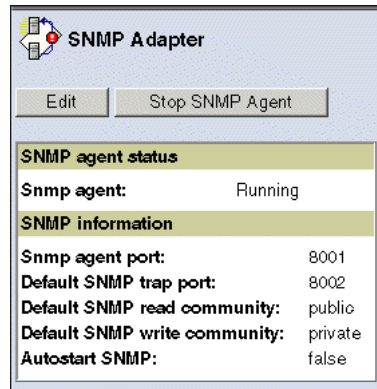 SNMP Adapter
Edit Stop SNMP Agent
SNMP agent status
Snmp agent: Running
SNMP information
Snmp agent port: 8001
Default SNMP trap port: 8002
Default SNMP read community: public
Default SNMP write community: private
Autostart SNMP: false